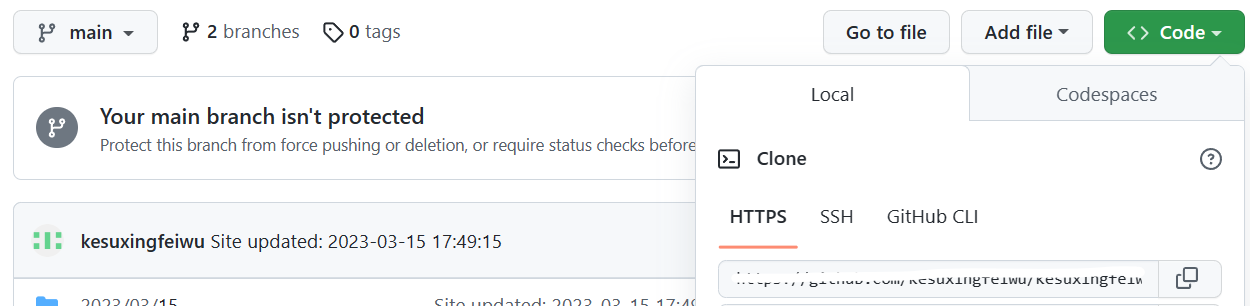 main
2 branches
0 tags
Go to file
Add file
Code
Your main branch isn't protected
Protect this branch from force pushing or deletion, or require status checks before
Local
Codespaces
Clone
HTTPS
SSH
GitHub CLI
kesuxingfeiwu Site updated: 2023-03-15 17:49:15
https://github.com/kesuxingfeiwu/kesuxingfeiw
2023/03/15
Site updated: 2023-03-15 17:49